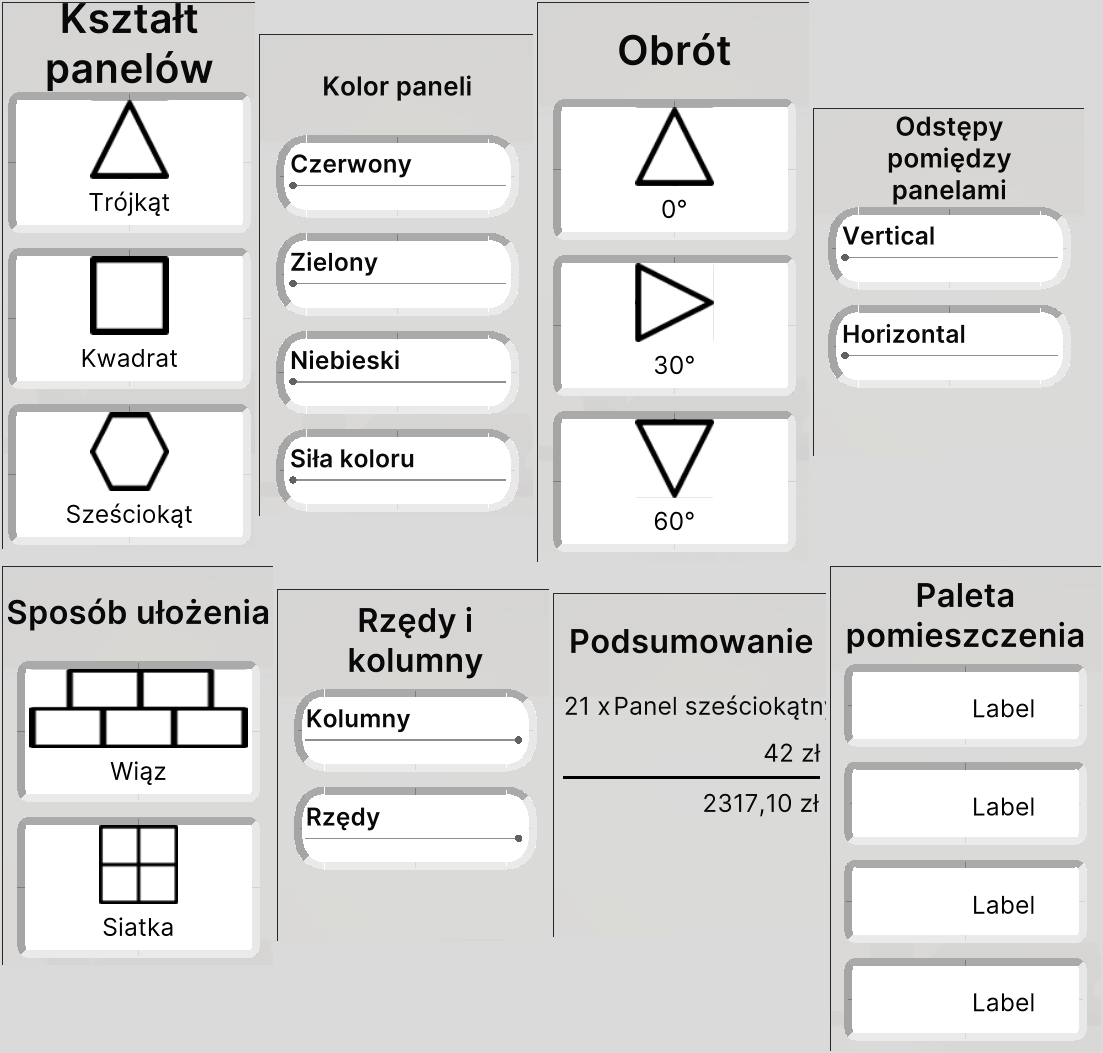 Kształt
panelów
Trójkąt
Kwadrat
Sześciokąt
Kolor paneli
Czerwony
Zielony
Niebieski
Siła koloru
Obrót
0°
30°
60°
Odstępy
pomiędzy
panelami
Vertical
Horizontal
Sposób ułożenia
Wiąz
Siatka
Rzędy i
kolumny
Kolumny
Rzędy
Podsumowanie
21 x Panel sześciokątny
42 zł
2317,10 zł
Paleta
pomieszczenia
Label
Label
Label
Label